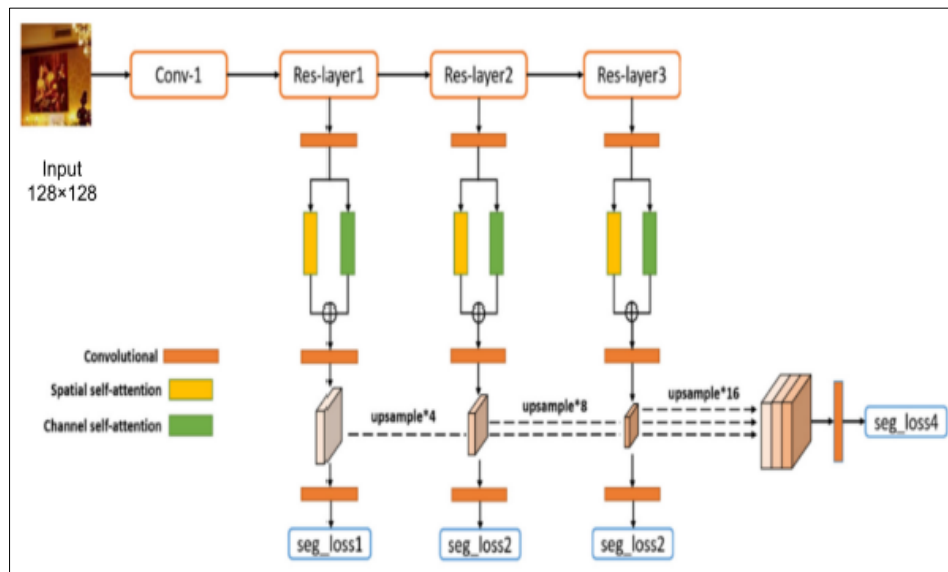 Conv-1
Res-layer1
Res-layer2
Res-layer3
Input
128×128
Convolutional
Spatial self-attention
Channel self-attention
upsample*4
upsample*8
upsample*16
seg_loss4
seg_loss1
seg_loss2
seg_loss2